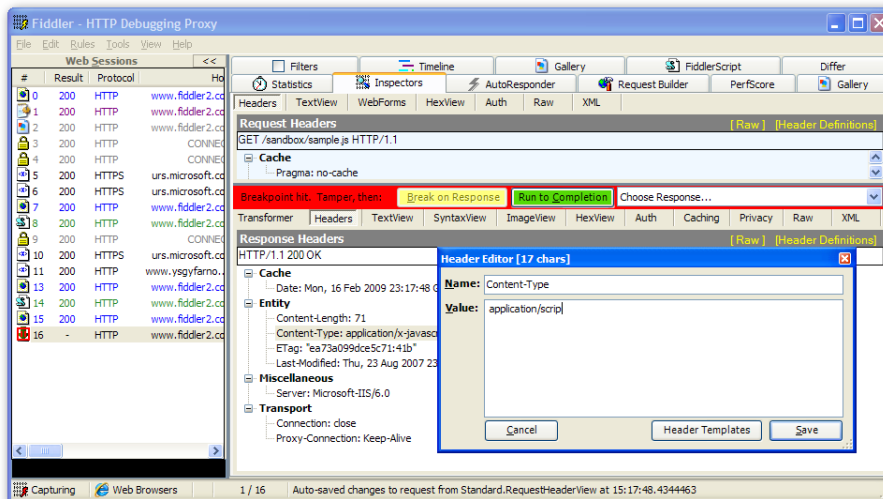 Fiddler - HTTP Debugging Proxy
File Edit Rules Tools View Help
Web Sessions <<
# Result Protocol Ho
0 200 HTTP www.fiddler2.co
1 200 HTTP www.fiddler2.co
2 200 HTTP www.fiddler2.co
3 200 HTTP CONNEC
4 200 HTTP CONNEC
5 200 HTTPS urs.microsoft.co
6 200 HTTPS urs.microsoft.co
7 200 HTTP www.fiddler2.co
8 200 HTTP www.fiddler2.co
9 200 HTTP CONNEC
10 200 HTTPS urs.microsoft.co
11 200 HTTP www.ysgyfarno..
13 200 HTTP www.fiddler2.co
14 200 HTTP www.fiddler2.co
15 200 HTTP www.fiddler2.co
16 - HTTP www.fiddler2.co
Filters Timeline Gallery FiddlerScript Differ
Statistics Inspectors AutoResponder Request Builder PerfScore Gallery
Headers TextView WebForms HexView Auth Raw XML
Request Headers [ Raw ] [Header Definitions]
GET /sandbox/sample.js HTTP/1.1
Cache
Pragma: no-cache
Breakpoint hit. Tamper, then: Break on Response Run to Completion Choose Response...
Transformer Headers TextView SyntaxView ImageView HexView Auth Caching Privacy Raw XML
Response Headers [ Raw ] [Header Definitions]
HTTP/1.1 200 OK
Cache
Date: Mon, 16 Feb 2009 23:17:48 G
Entity
Content-Length: 71
Content-Type: application/x-javascr
ETag: "ea73a099dce5c71:41b"
Last-Modified: Thu, 23 Aug 2007 23
Miscellaneous
Server: Microsoft-IIS/6.0
Transport
Connection: close
Proxy-Connection: Keep-Alive
Header Editor [17 chars]
Name: Content-Type
Value: application/scrip
Cancel Header Templates Save
Capturing Web Browsers 1 / 16 Auto-saved changes to request from Standard.RequestHeaderView at 15:17:48.4344463